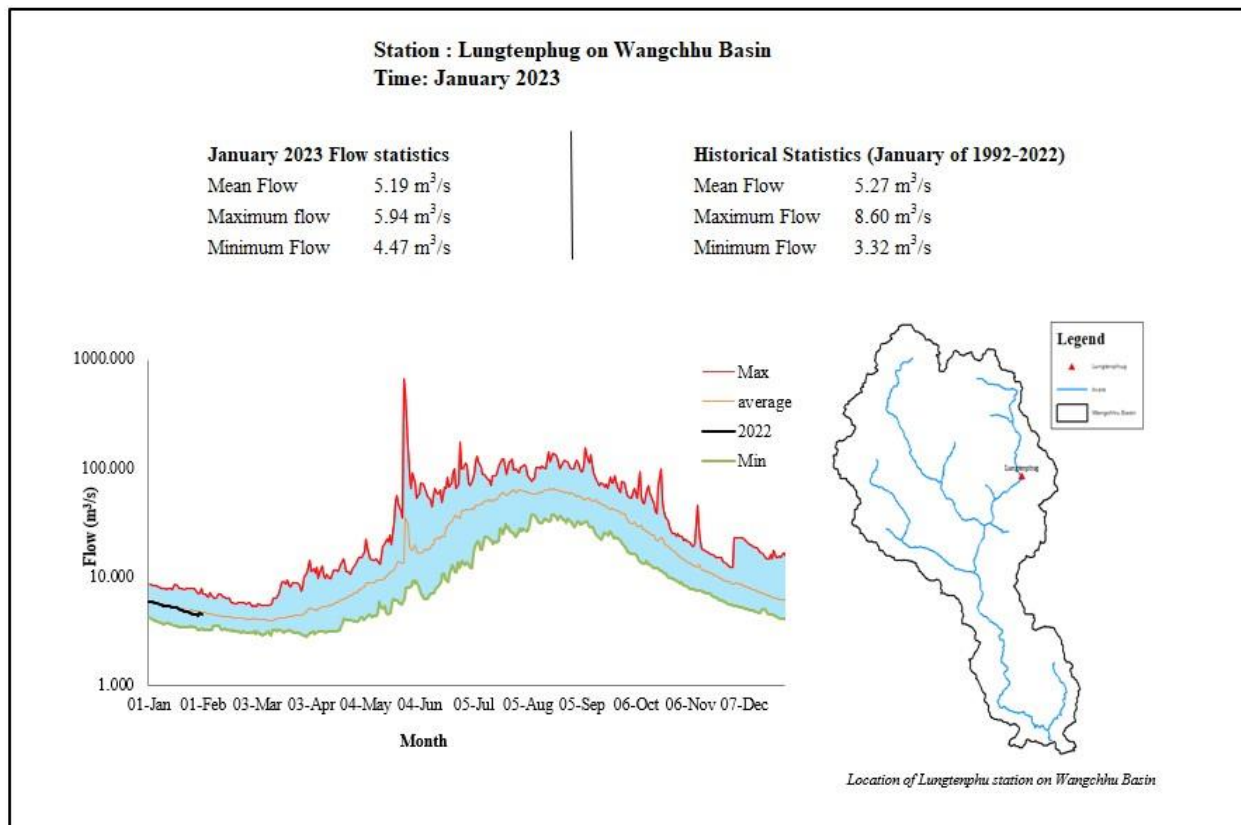 Station : Lungtenphug on Wangchhu Basin
Time: January 2023
January 2023 Flow statistics
Mean Flow 5.19 m³/s
Maximum flow 5.94 m³/s
Minimum Flow 4.47 m³/s
Historical Statistics (January of 1992-2022)
Mean Flow 5.27 m³/s
Maximum Flow 8.60 m³/s
Minimum Flow 3.32 m³/s
1000.000
100.000
10.000
1.000
Flow (m³/s)
01-Jan 01-Feb 03-Mar 03-Apr 04-May 04-Jun 05-Jul 05-Aug 05-Sep 06-Oct 06-Nov 07-Dec
Month
Max
average
2022
Min
Legend
Lungtenphug
Wangchhu Basin
Location of Lungtenphu station on Wangchhu Basin